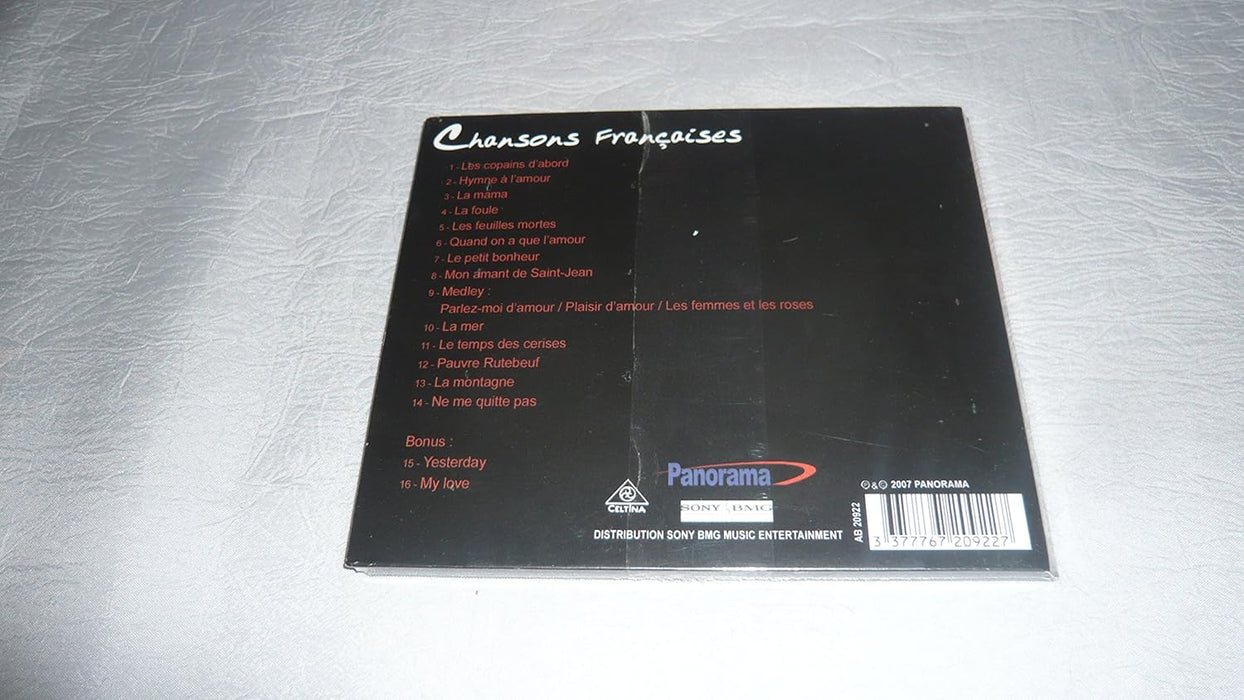 Chansons Françaises
1 - Les copains d'abord
2 - Hymne à l'amour
3 - La mama
4 - La foule
5 - Les feuilles mortes
6 - Quand on a que l'amour
7 - Le petit bonheur
8 - Mon amant de Saint-Jean
9 - Medley :
Parlez-moi d'amour / Plaisir d'amour / Les femmes et les roses
10 - La mer
11 - Le temps des cerises
12 - Pauvre Rutebeuf
13 - La montagne
14 - Ne me quitte pas
Bonus :
15 - Yesterday
16 - My love
CELTINA
Panorama
SONY BMG
DISTRIBUTION SONY BMG MUSIC ENTERTAINMENT
AB 20922
℗ & © 2007 PANORAMA
3 377767 209227